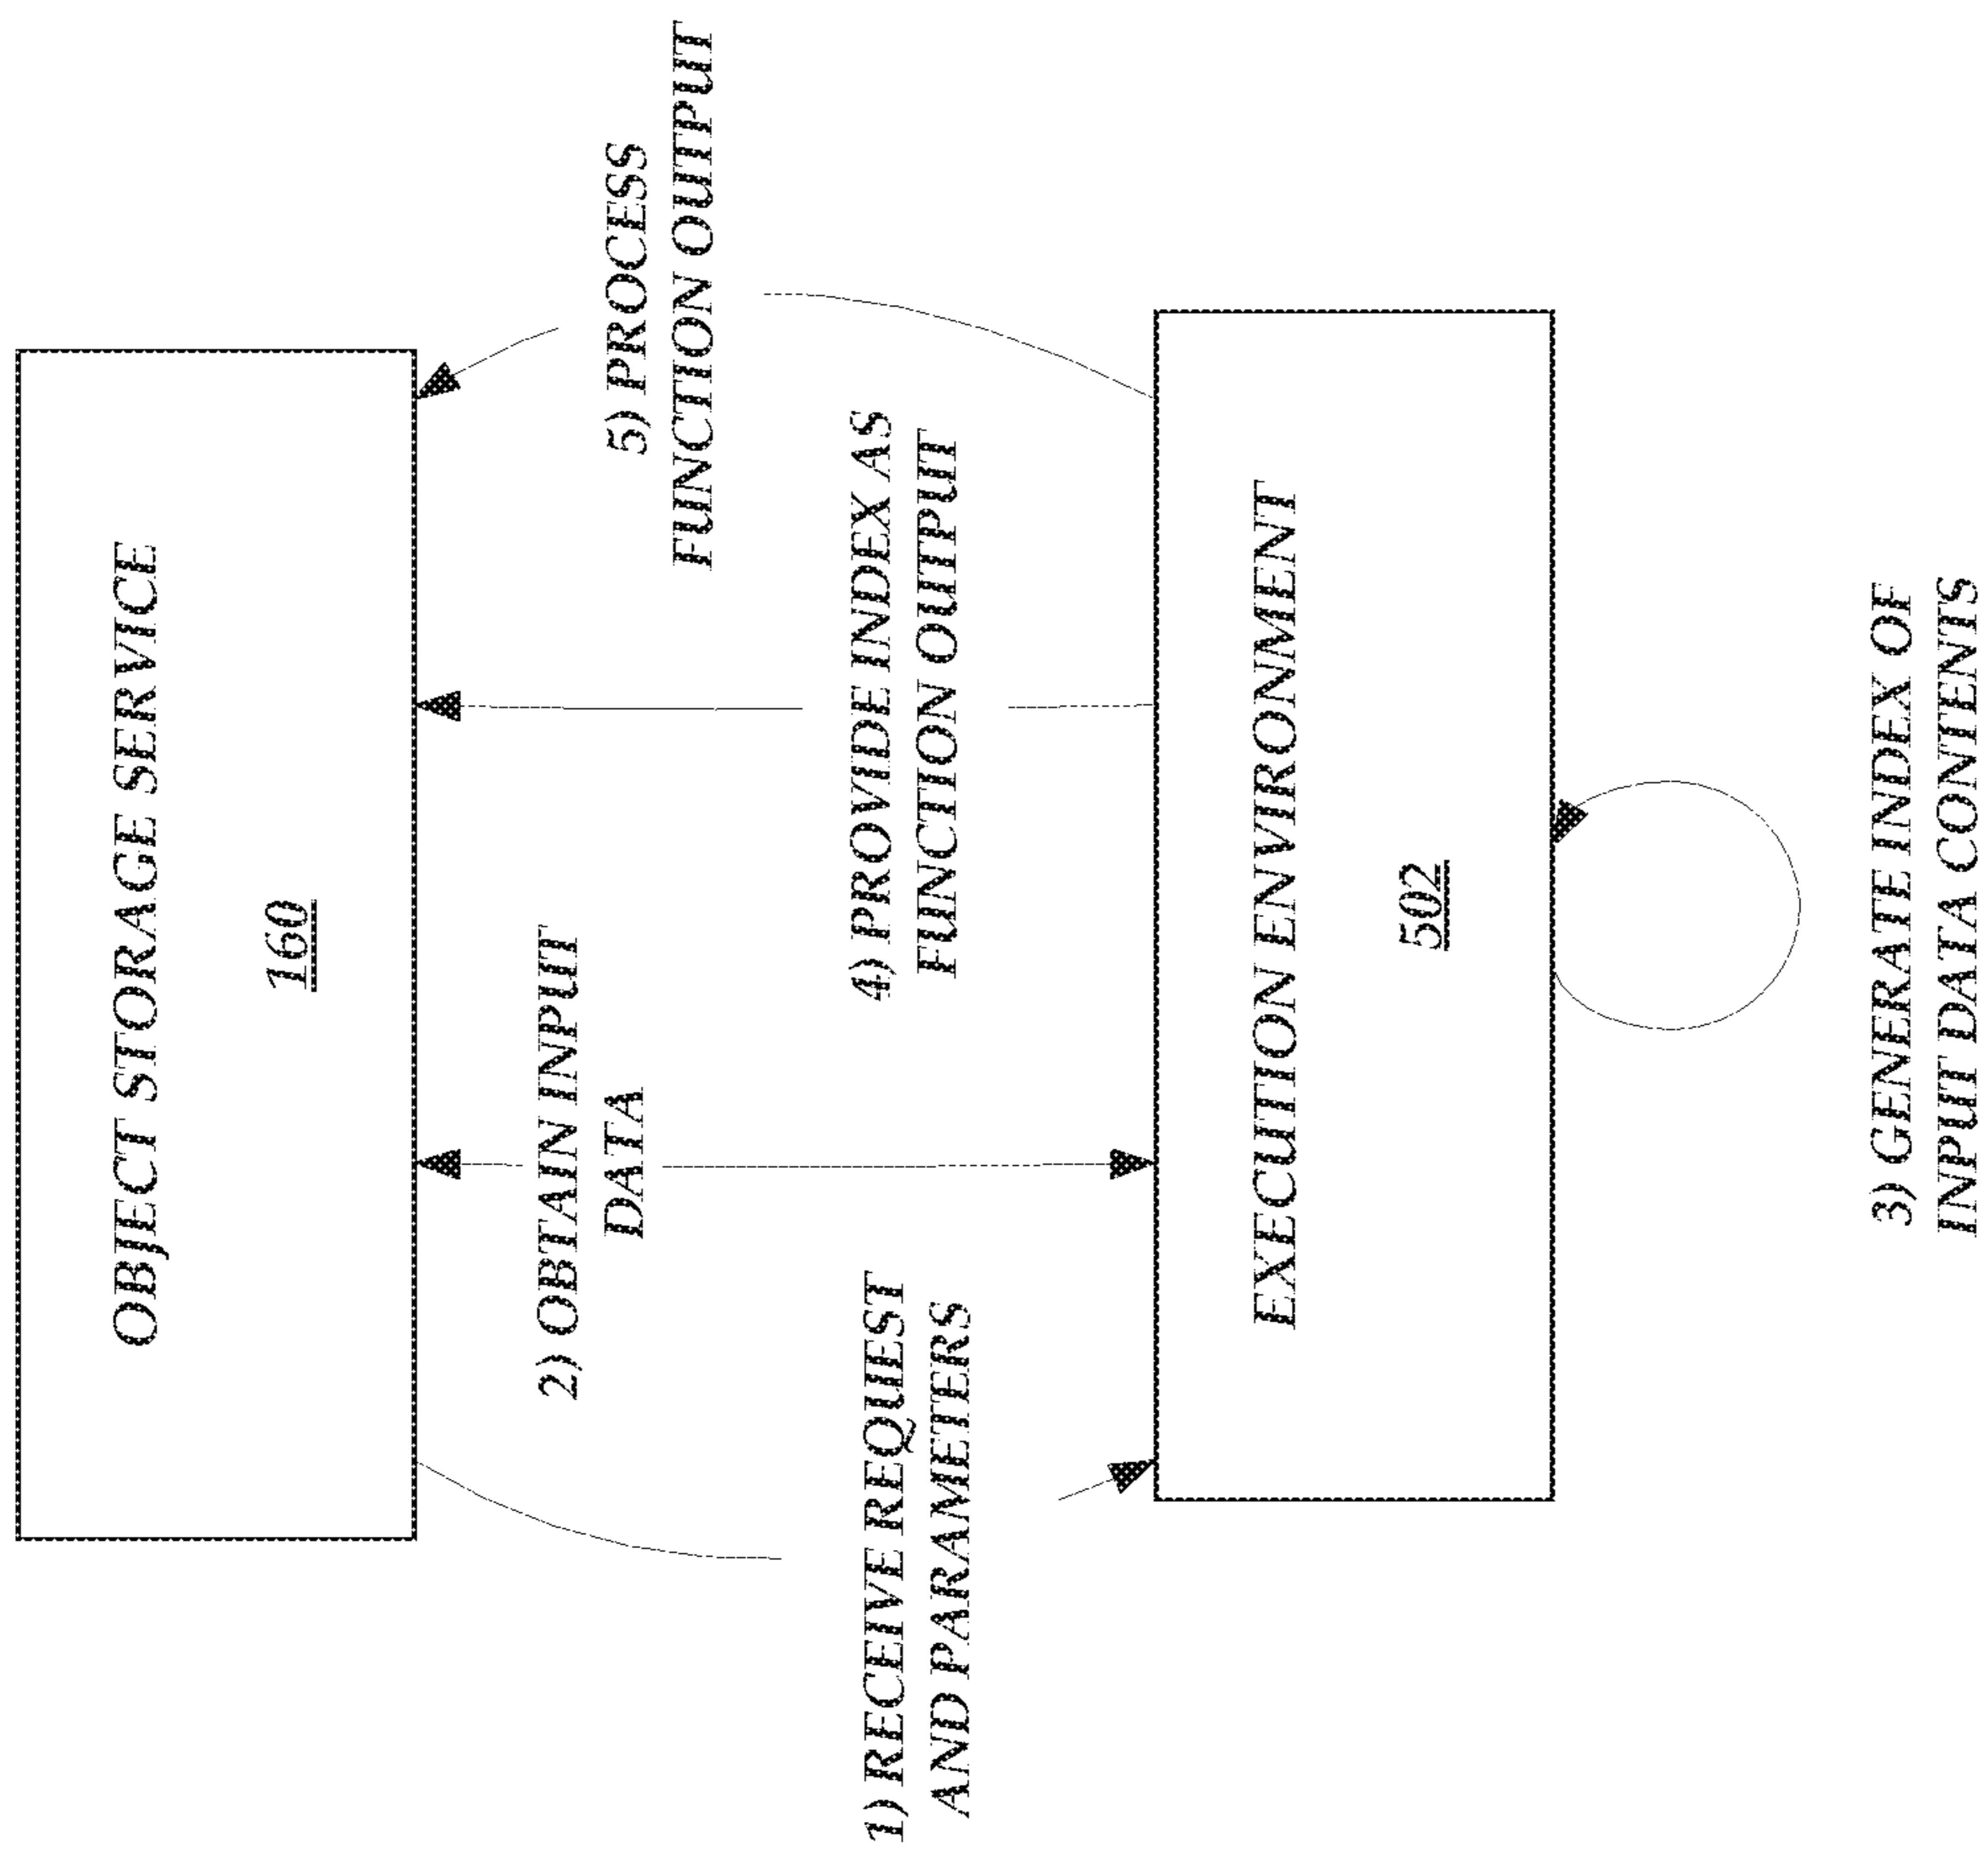 OBJECT STORAGE SERVICE
160
1) RECEIVE REQUEST
AND PARAMETERS
2) OBTAIN INPUT
DATA
4) PROVIDE INDEX AS
FUNCTION OUTPUT
5) PROCESS
FUNCTION OUTPUT
EXECUTION ENVIRONMENT
502
3) GENERATE INDEX OF
INPUT DATA CONTENTS